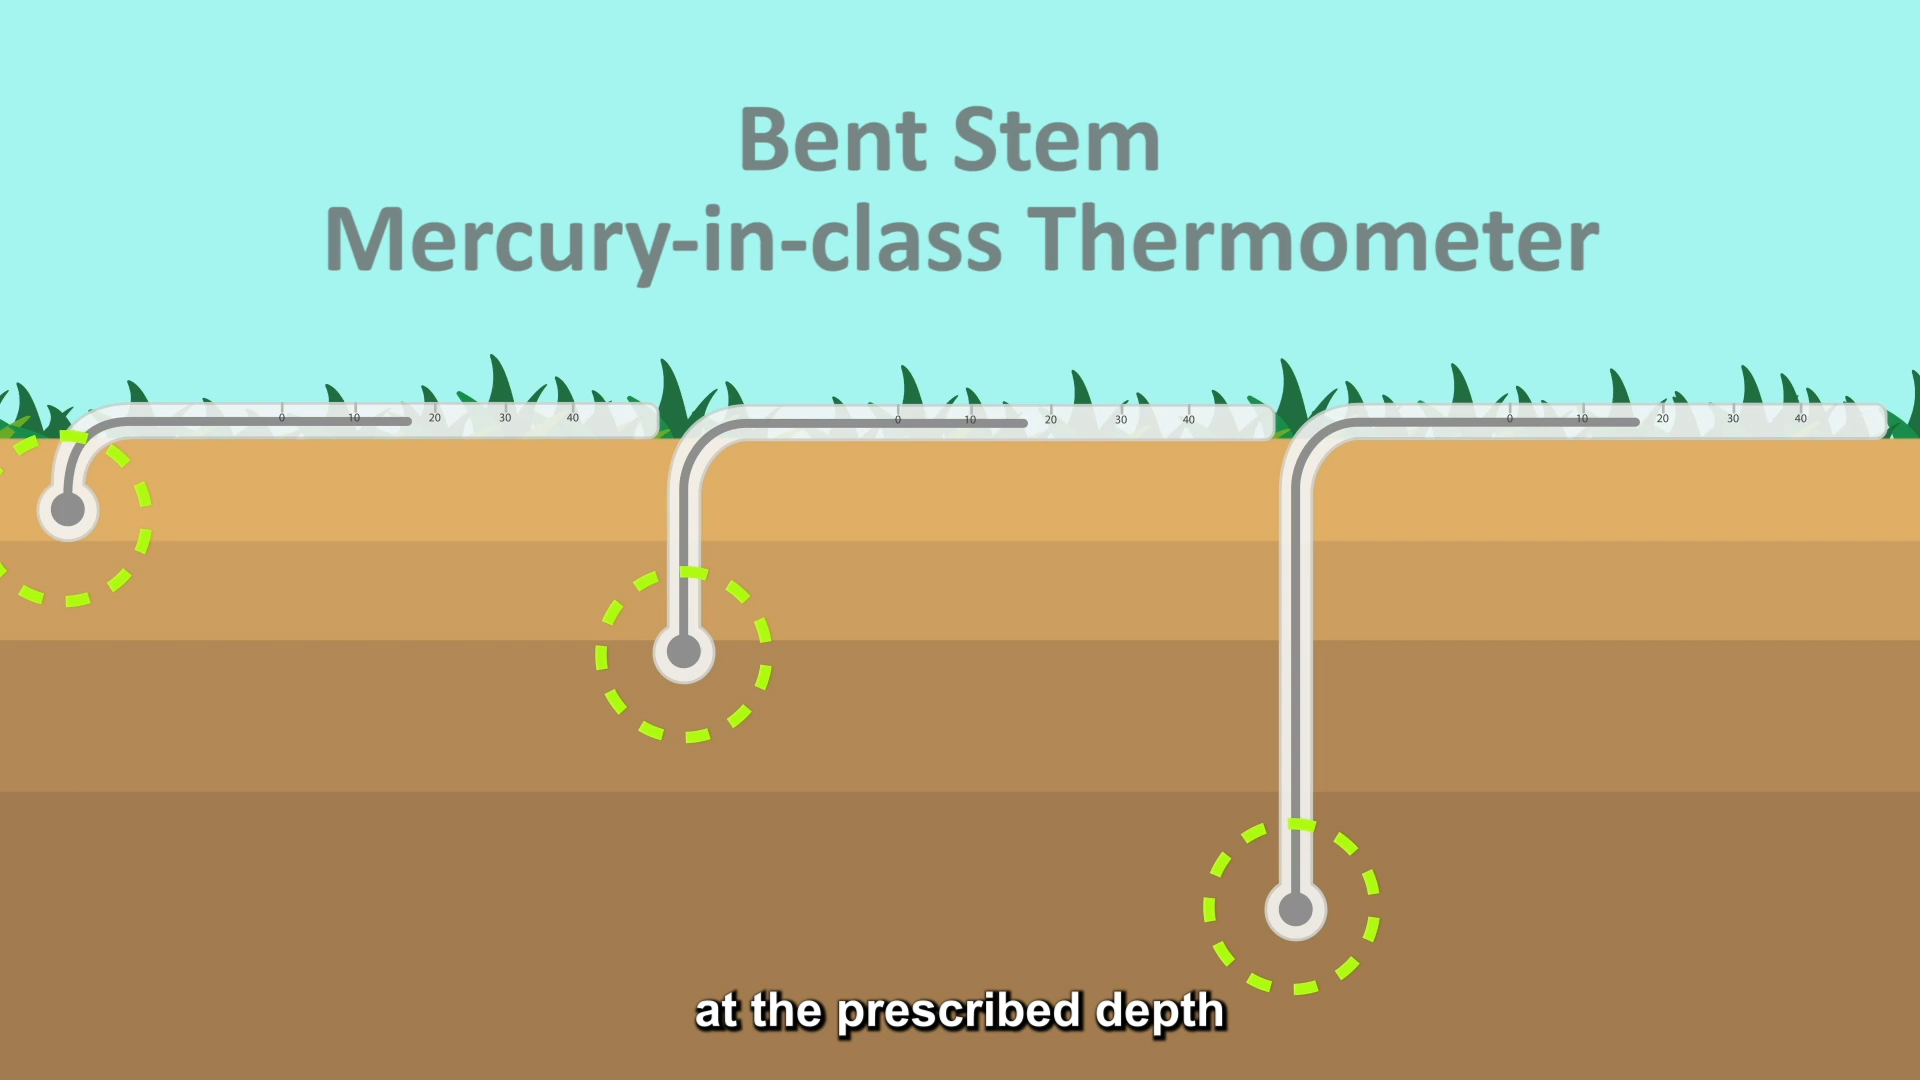 Bent Stem
Mercury-in-class Thermometer
0 10 20 30 40
0 10 20 30 40
0 10 20 30 40
at the prescribed depth